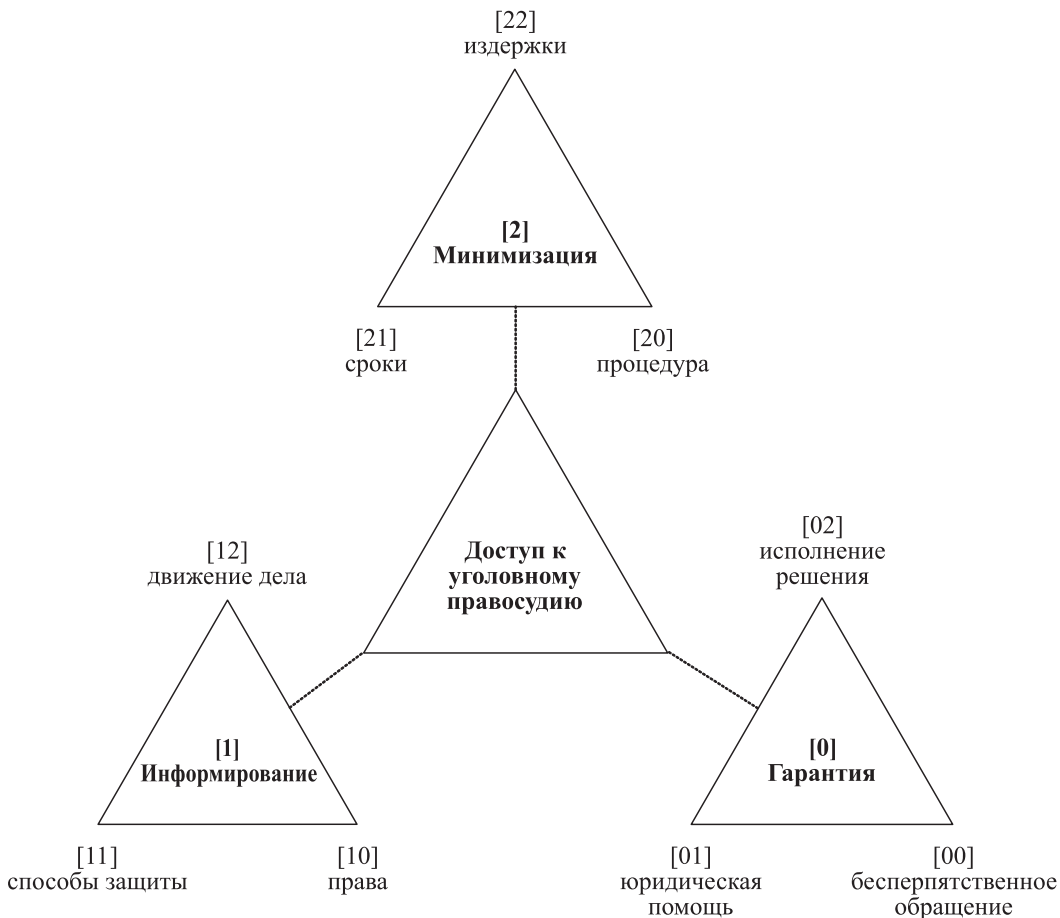 [22]
издержки
[2]
Минимизация
[21]
сроки
[20]
процедура
Доступ к
уголовному
правосудию
[12]
движение дела
[02]
исполнение
решения
[1]
Информирование
[0]
Гарантия
[11]
способы защиты
[10]
права
[01]
юридическая
помощь
[00]
бесперпятственное
обращение